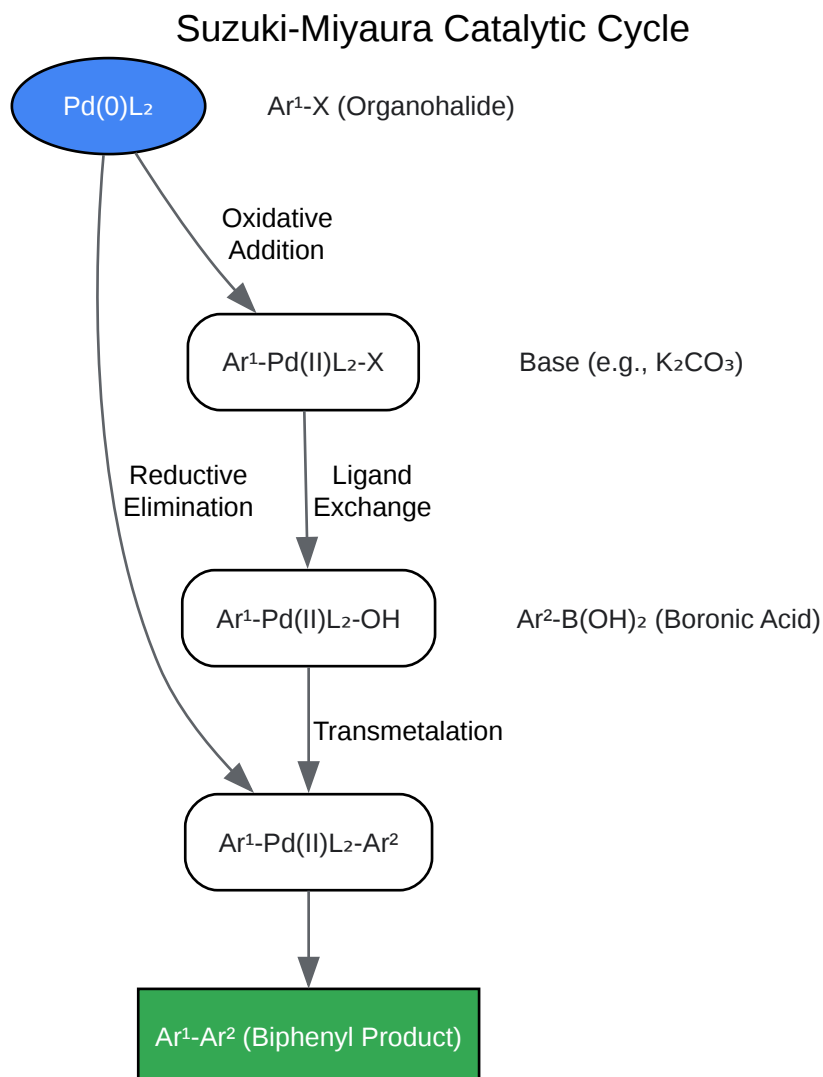 Suzuki-Miyaura Catalytic Cycle
Pd(0)L₂
Ar¹-X (Organohalide)
Oxidative
Addition
Ar¹-Pd(II)L₂-X
Base (e.g., K₂CO₃)
Reductive
Elimination
Ligand
Exchange
Ar¹-Pd(II)L₂-OH
Ar²-B(OH)₂ (Boronic Acid)
Transmetalation
Ar¹-Pd(II)L₂-Ar²
Ar¹-Ar² (Biphenyl Product)